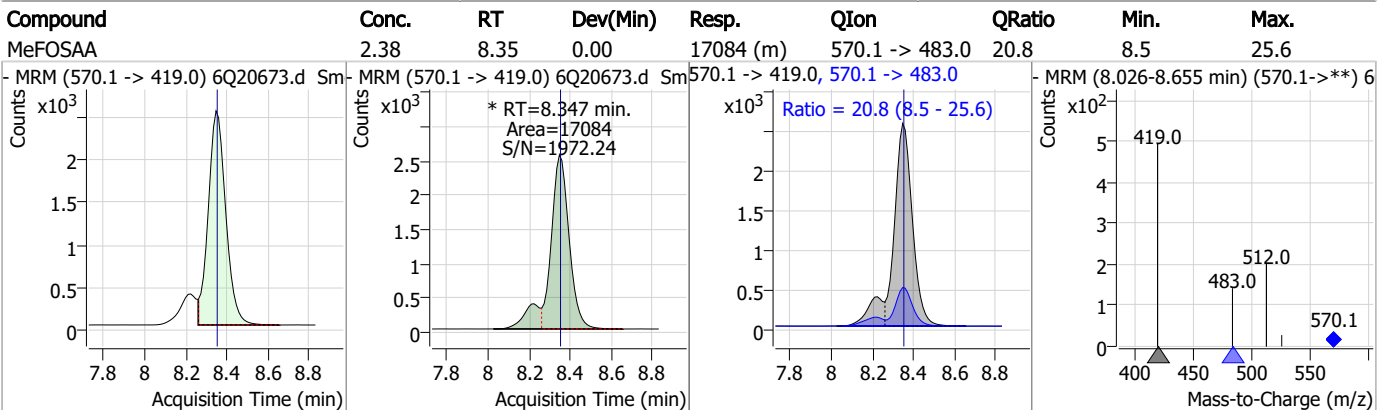 Compound Conc. RT Dev(Min) Resp. QIon QRatio Min. Max.
MeFOSAA 2.38 8.35 0.00 17084 (m) 570.1 -> 483.0 20.8 8.5 25.6
- MRM (570.1 -> 419.0) 6Q20673.d Sm
Counts
x10³
2
1.5
1
0.5
0
7.8 8 8.2 8.4 8.6 8.8
Acquisition Time (min)
- MRM (570.1 -> 419.0) 6Q20673.d Sm
Counts
x10³
* RT=8.347 min.
Area=17084
S/N=1972.24
2.5
2
1.5
1
0.5
0
7.8 8 8.2 8.4 8.6 8.8
Acquisition Time (min)
570.1 -> 419.0, 570.1 -> 483.0
Counts
x10³
Ratio = 20.8 (8.5 - 25.6)
2
1.5
1
0.5
0
7.8 8 8.2 8.4 8.6 8.8
Acquisition Time (min)
- MRM (8.026-8.655 min) (570.1->**) 6
Counts
x10²
419.0
5
4
3
2
512.0
483.0
1
570.1
0
400 450 500 550
Mass-to-Charge (m/z)